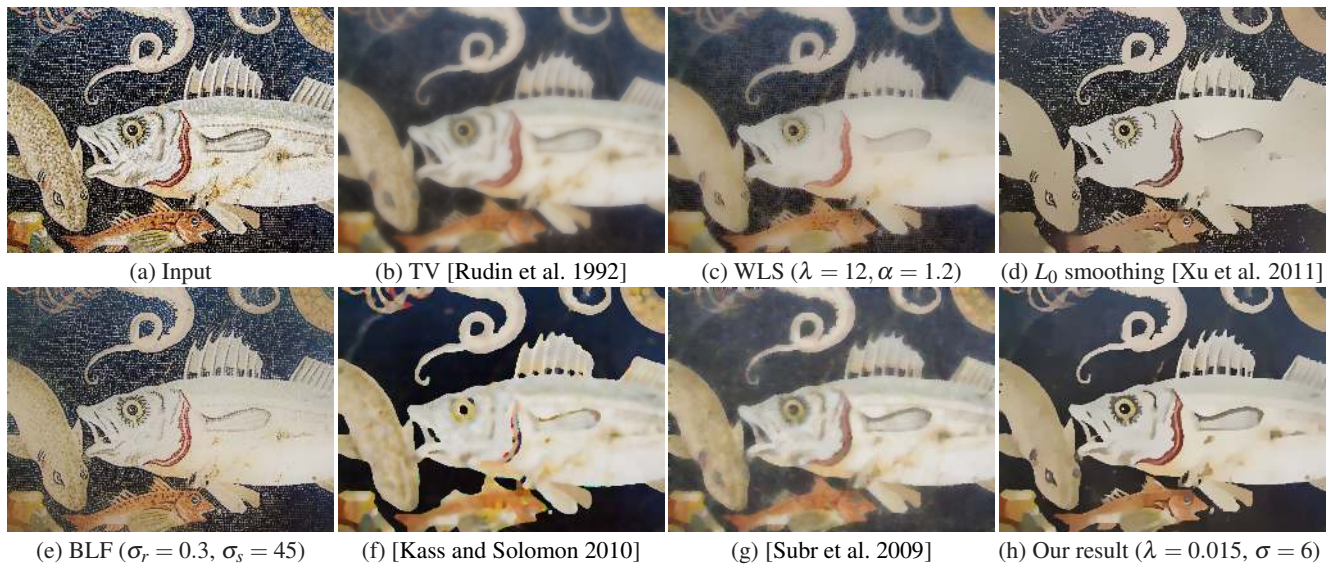 (a) Input
(b) TV [Rudin et al. 1992]
(c) WLS (λ = 12, α = 1.2)
(d) L₀ smoothing [Xu et al. 2011]
(e) BLF (σᵣ = 0.3, σₛ = 45)
(f) [Kass and Solomon 2010]
(g) [Subr et al. 2009]
(h) Our result (λ = 0.015, σ = 6)